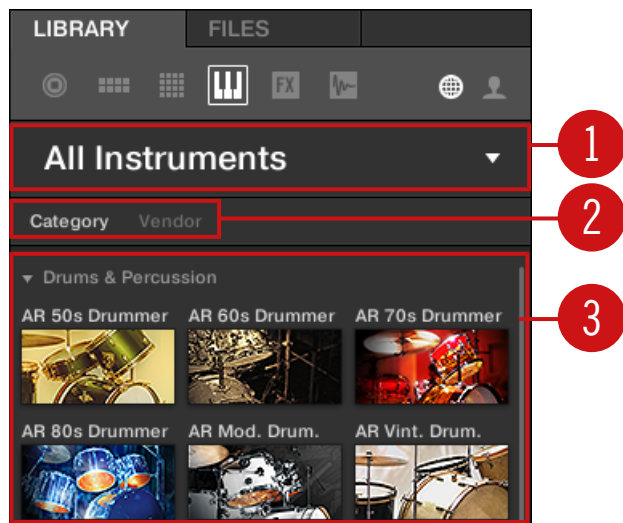 LIBRARY FILES
FX
All Instruments
1
Category Vendor
2
Drums & Percussion
AR 50s Drummer AR 60s Drummer AR 70s Drummer
3
AR 80s Drummer AR Mod. Drum. AR Vint. Drum.